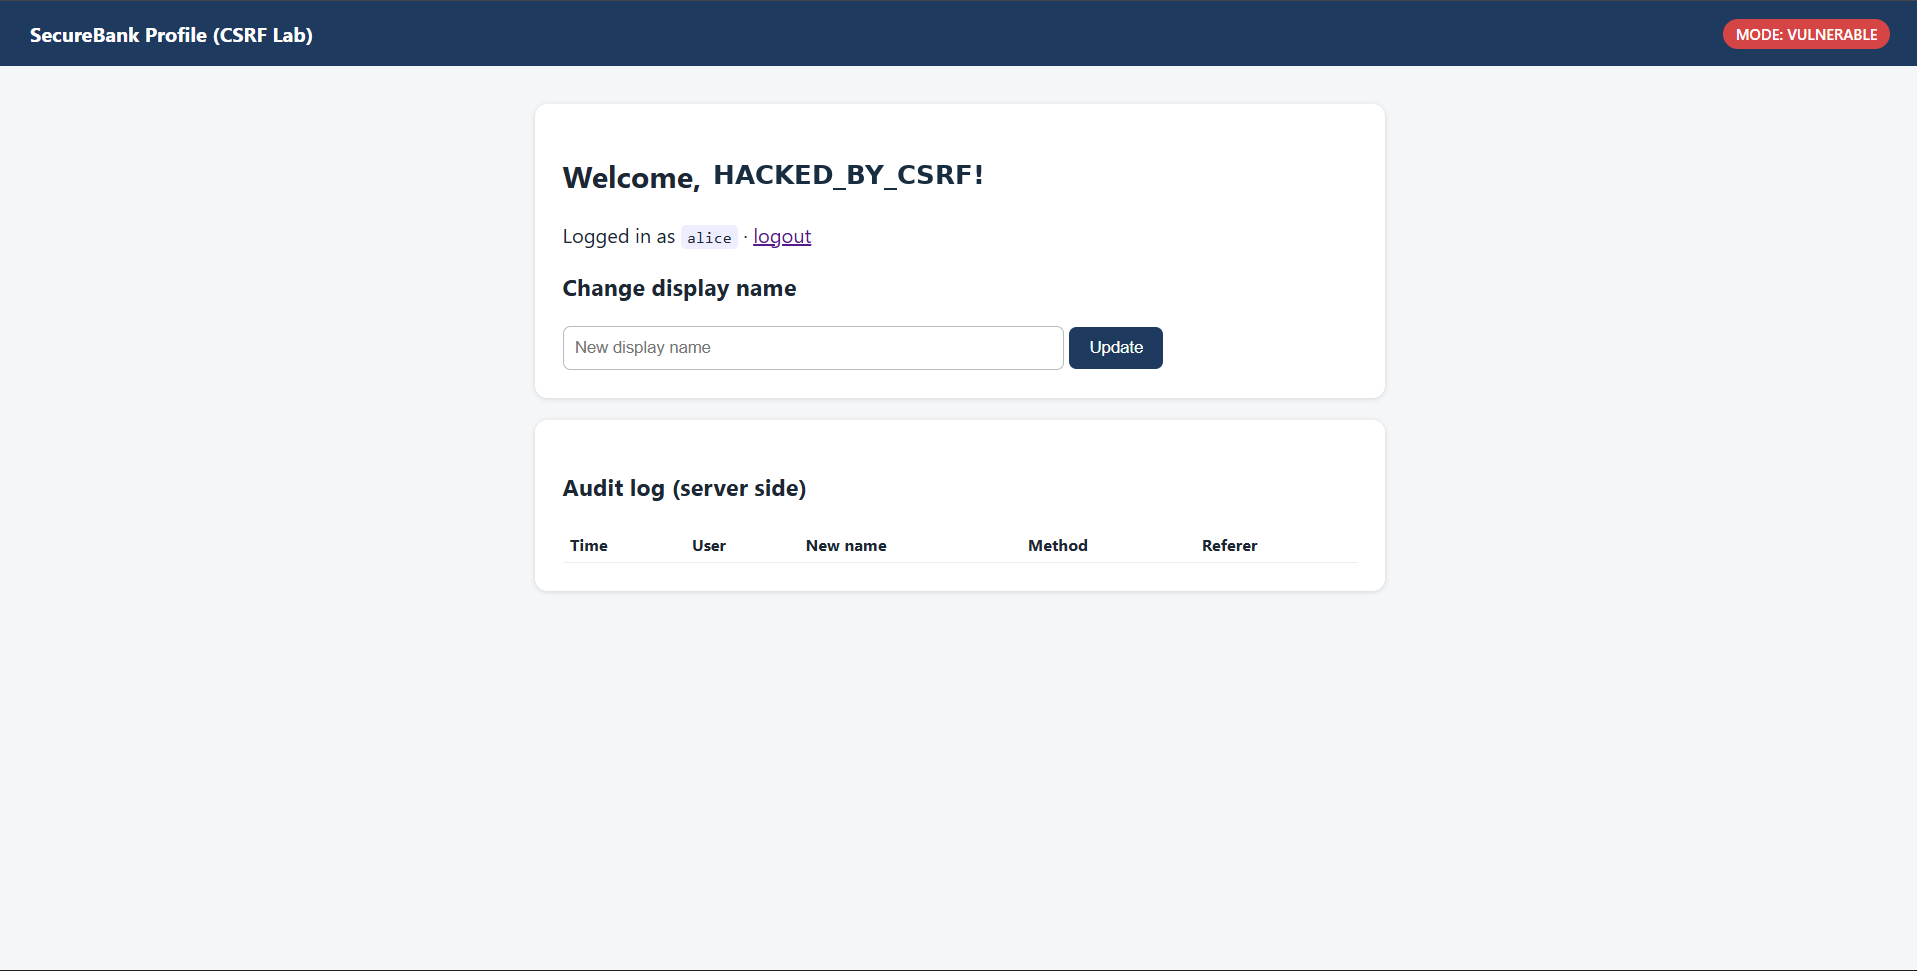 SecureBank Profile (CSRF Lab)
MODE: VULNERABLE
Welcome, HACKED_BY_CSRF!
Logged in as alice · logout
Change display name
New display name
Update
Audit log (server side)
Time User New name Method Referer